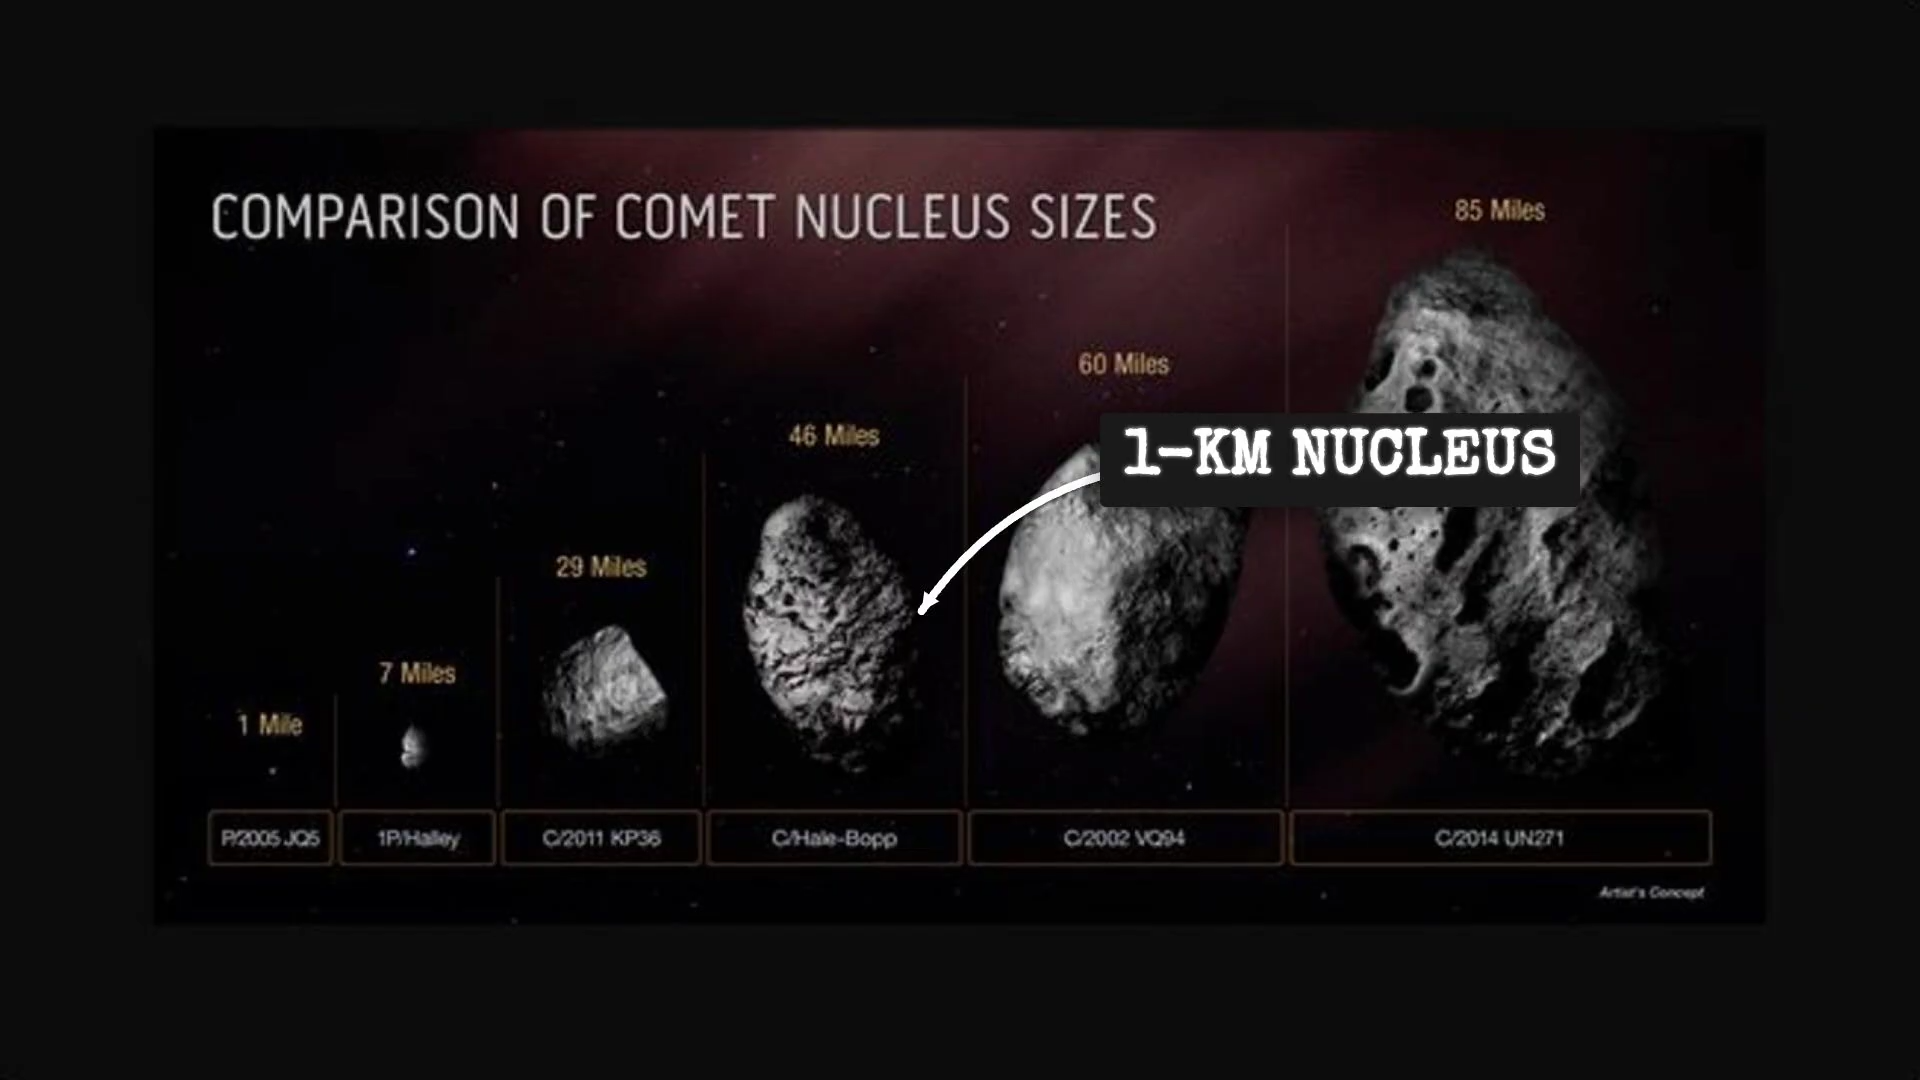 COMPARISON OF COMET NUCLEUS SIZES
85 Miles
60 Miles
46 Miles
1-KM NUCLEUS
29 Miles
7 Miles
1 Mile
P/2005 JQ5
1P/Halley
C/2011 KP36
C/Hale-Bopp
C/2002 VQ94
C/2014 UN271
Artist's Concept